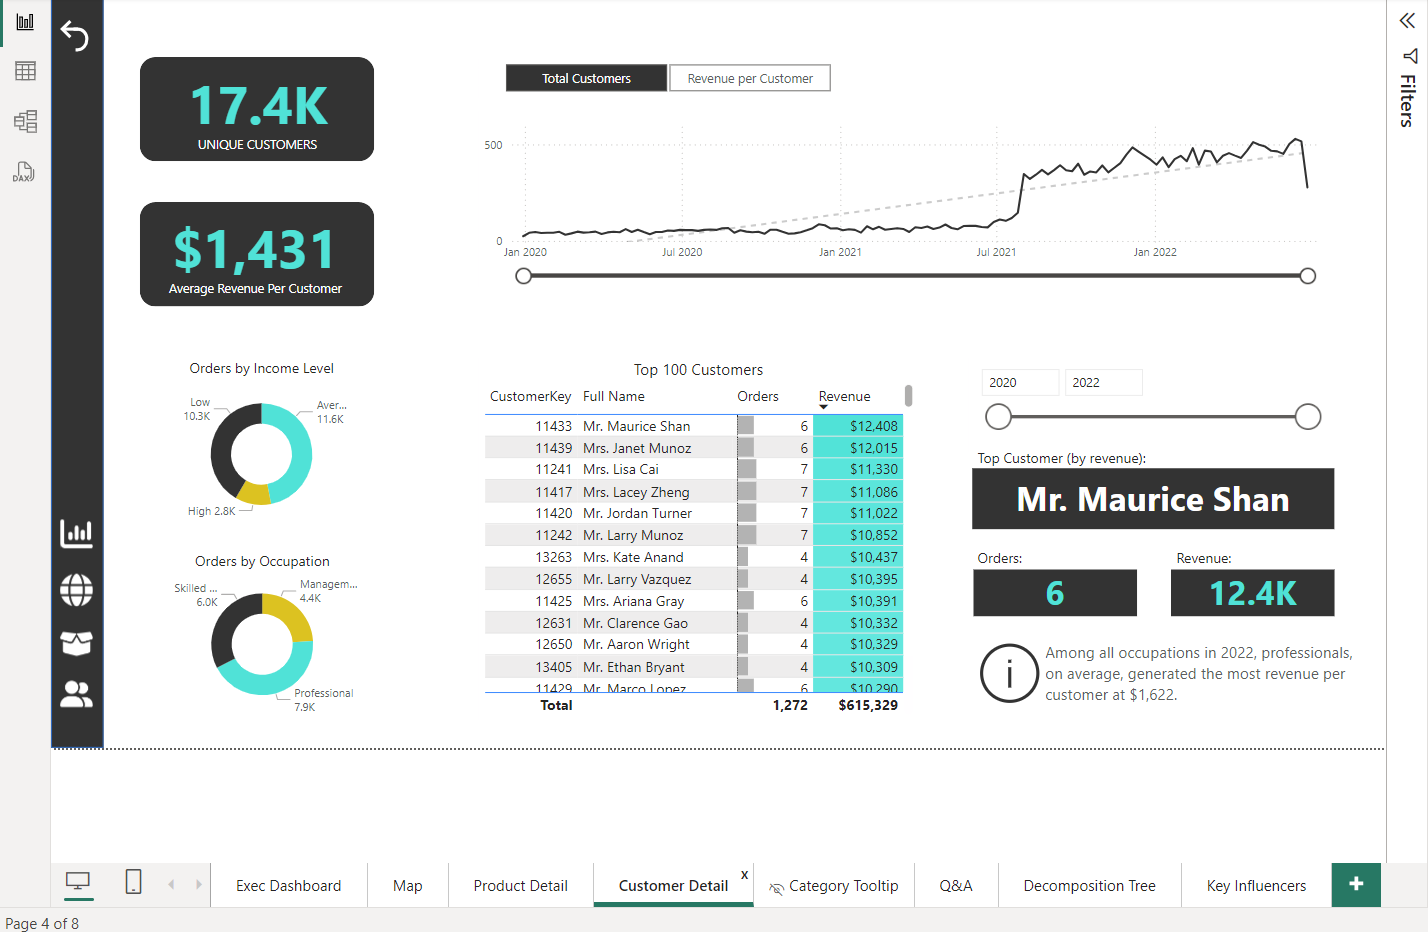 DAX
17.4K
UNIQUE CUSTOMERS
$1,431
Average Revenue Per Customer
Total Customers
Revenue per Customer
500
0
Jan 2020
Jul 2020
Jan 2021
Jul 2021
Jan 2022
Orders by Income Level
Low
10.3K
Aver...
11.6K
High 2.8K
Orders by Occupation
Skilled ...
6.0K
Managem...
4.4K
Professional
7.9K
Top 100 Customers
CustomerKey Full Name Orders Revenue
11433 Mr. Maurice Shan 6 $12,408
11439 Mrs. Janet Munoz 6 $12,015
11241 Mrs. Lisa Cai 7 $11,330
11417 Mrs. Lacey Zheng 7 $11,086
11420 Mr. Jordan Turner 7 $11,022
11242 Mr. Larry Munoz 7 $10,852
13263 Mrs. Kate Anand 4 $10,437
12655 Mr. Larry Vazquez 4 $10,395
11425 Mrs. Ariana Gray 6 $10,391
12631 Mr. Clarence Gao 4 $10,332
12650 Mr. Aaron Wright 4 $10,329
13405 Mr. Ethan Bryant 4 $10,309
11429 Mr. Marco Lopez 6 $10,290
Total 1,272 $615,329
2020
2022
Top Customer (by revenue):
Mr. Maurice Shan
Orders:
6
Revenue:
12.4K
i
Among all occupations in 2022, professionals,
on average, generated the most revenue per
customer at $1,622.
Filters
Exec Dashboard
Map
Product Detail
Customer Detail
x
Category Tooltip
Q&A
Decomposition Tree
Key Influencers
+
Page 4 of 8